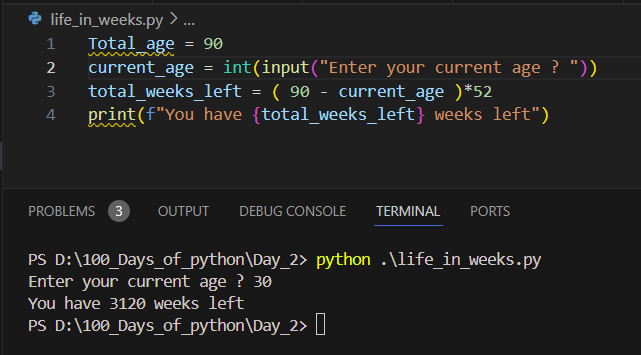 life_in_weeks.py > ...
1 Total_age = 90
2 current_age = int(input("Enter your current age ? "))
3 total_weeks_left = ( 90 - current_age )*52
4 print(f"You have {total_weeks_left} weeks left")
PROBLEMS 3 OUTPUT DEBUG CONSOLE TERMINAL PORTS
PS D:\100_Days_of_python\Day_2> python .\life_in_weeks.py
Enter your current age ? 30
You have 3120 weeks left
PS D:\100_Days_of_python\Day_2>